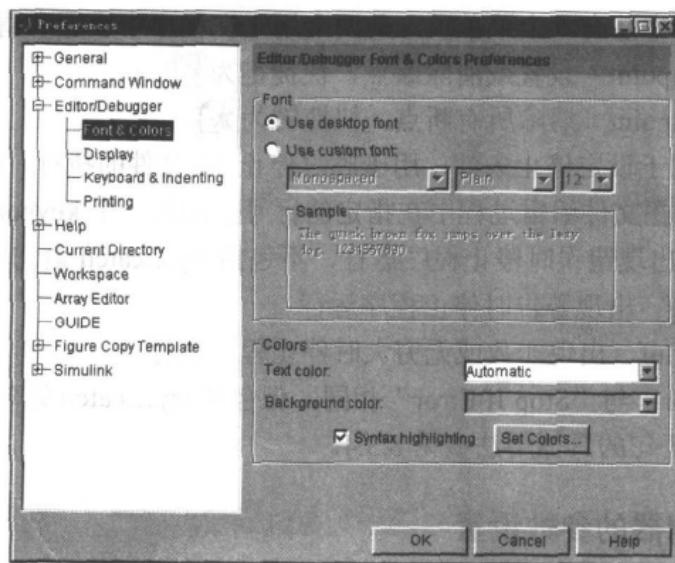 Preferences
General
Command Window
Editor/Debugger
Font & Colors
Display
Keyboard & Indenting
Printing
Help
Current Directory
Workspace
Array Editor
GUIDE
Figure Copy Template
Simulink
Editor/Debugger Font & Colors Preferences
Font
Use desktop font
Use custom font:
Monospaced Plain 12
Sample
The quick brown fox jumps over the lazy
dog. 1234567890
Colors
Text color: Automatic
Background color:
Syntax highlighting Set Colors...
OK Cancel Help